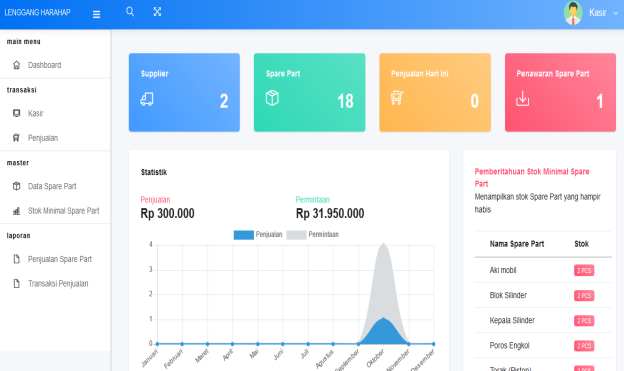 LENGGANG HARAHAP
Kasir
main menu
Dashboard
transaksi
Kasir
Penjualan
master
Data Spare Part
Stok Minimal Spare Part
laporan
Penjualan Spare Part
Transaksi Penjualan
Supplier
2
Spare Part
18
Penjualan Hari Ini
0
Penawaran Spare Part
1
Statistik
Penjualan
Rp 300.000
Permintaan
Rp 31.950.000
Penjualan
Permintaan
4
3
2
1
0
Januari
Februari
Maret
April
Mei
Juni
Juli
Agustus
September
Oktober
November
Desember
Pemberitahuan Stok Minimal Spare
Part
Menampilkan stok Spare Part yang hampir
habis
Nama Spare Part Stok
Aki mobil 2 PCS
Blok Silinder 2 PCS
Kepala Silinder 2 PCS
Poros Engkol 2 PCS
Torak (Piston) 2 PCS